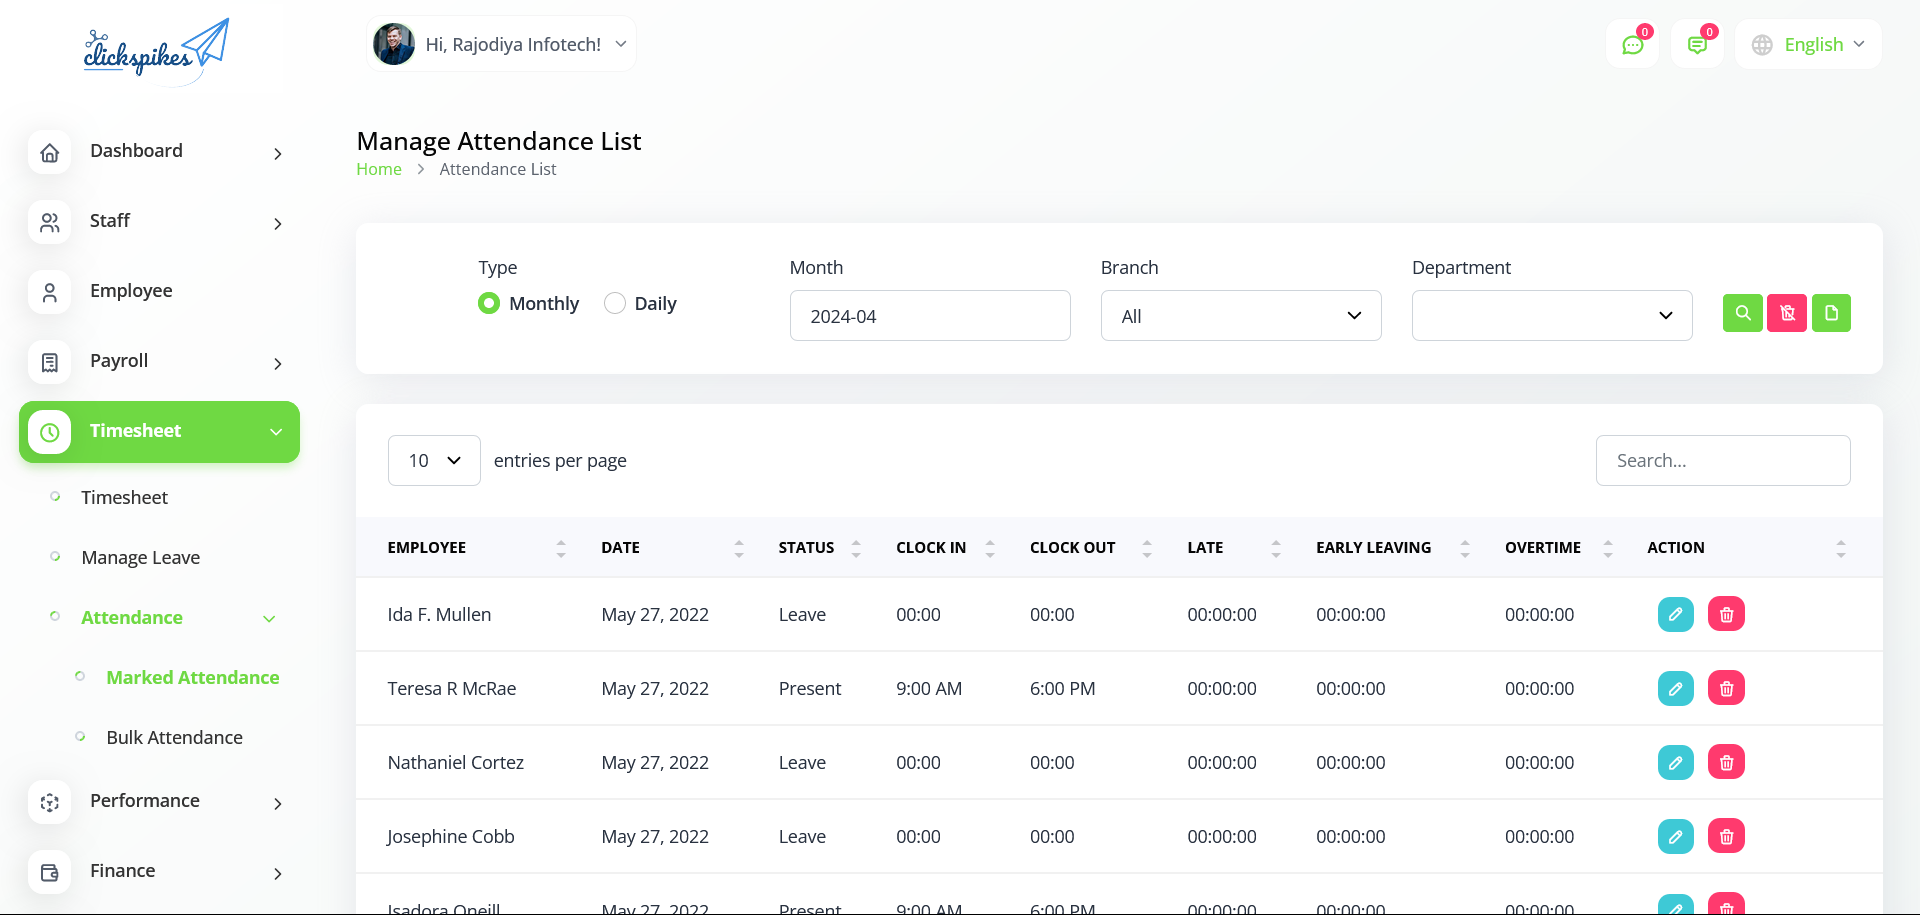 clickspikes
Hi, Rajodiya Infotech!
0
0
English
Dashboard
Staff
Employee
Payroll
Timesheet
Timesheet
Manage Leave
Attendance
Marked Attendance
Bulk Attendance
Performance
Finance
Manage Attendance List
Home > Attendance List
Type Month Branch Department
Monthly Daily 2024-04 All
10 entries per page Search...
EMPLOYEE DATE STATUS CLOCK IN CLOCK OUT LATE EARLY LEAVING OVERTIME ACTION
Ida F. Mullen May 27, 2022 Leave 00:00 00:00 00:00:00 00:00:00 00:00:00
Teresa R McRae May 27, 2022 Present 9:00 AM 6:00 PM 00:00:00 00:00:00 00:00:00
Nathaniel Cortez May 27, 2022 Leave 00:00 00:00 00:00:00 00:00:00 00:00:00
Josephine Cobb May 27, 2022 Leave 00:00 00:00 00:00:00 00:00:00 00:00:00
Isadora Oneill May 27, 2022 Present 9:00 AM 6:00 PM 00:00:00 00:00:00 00:00:00